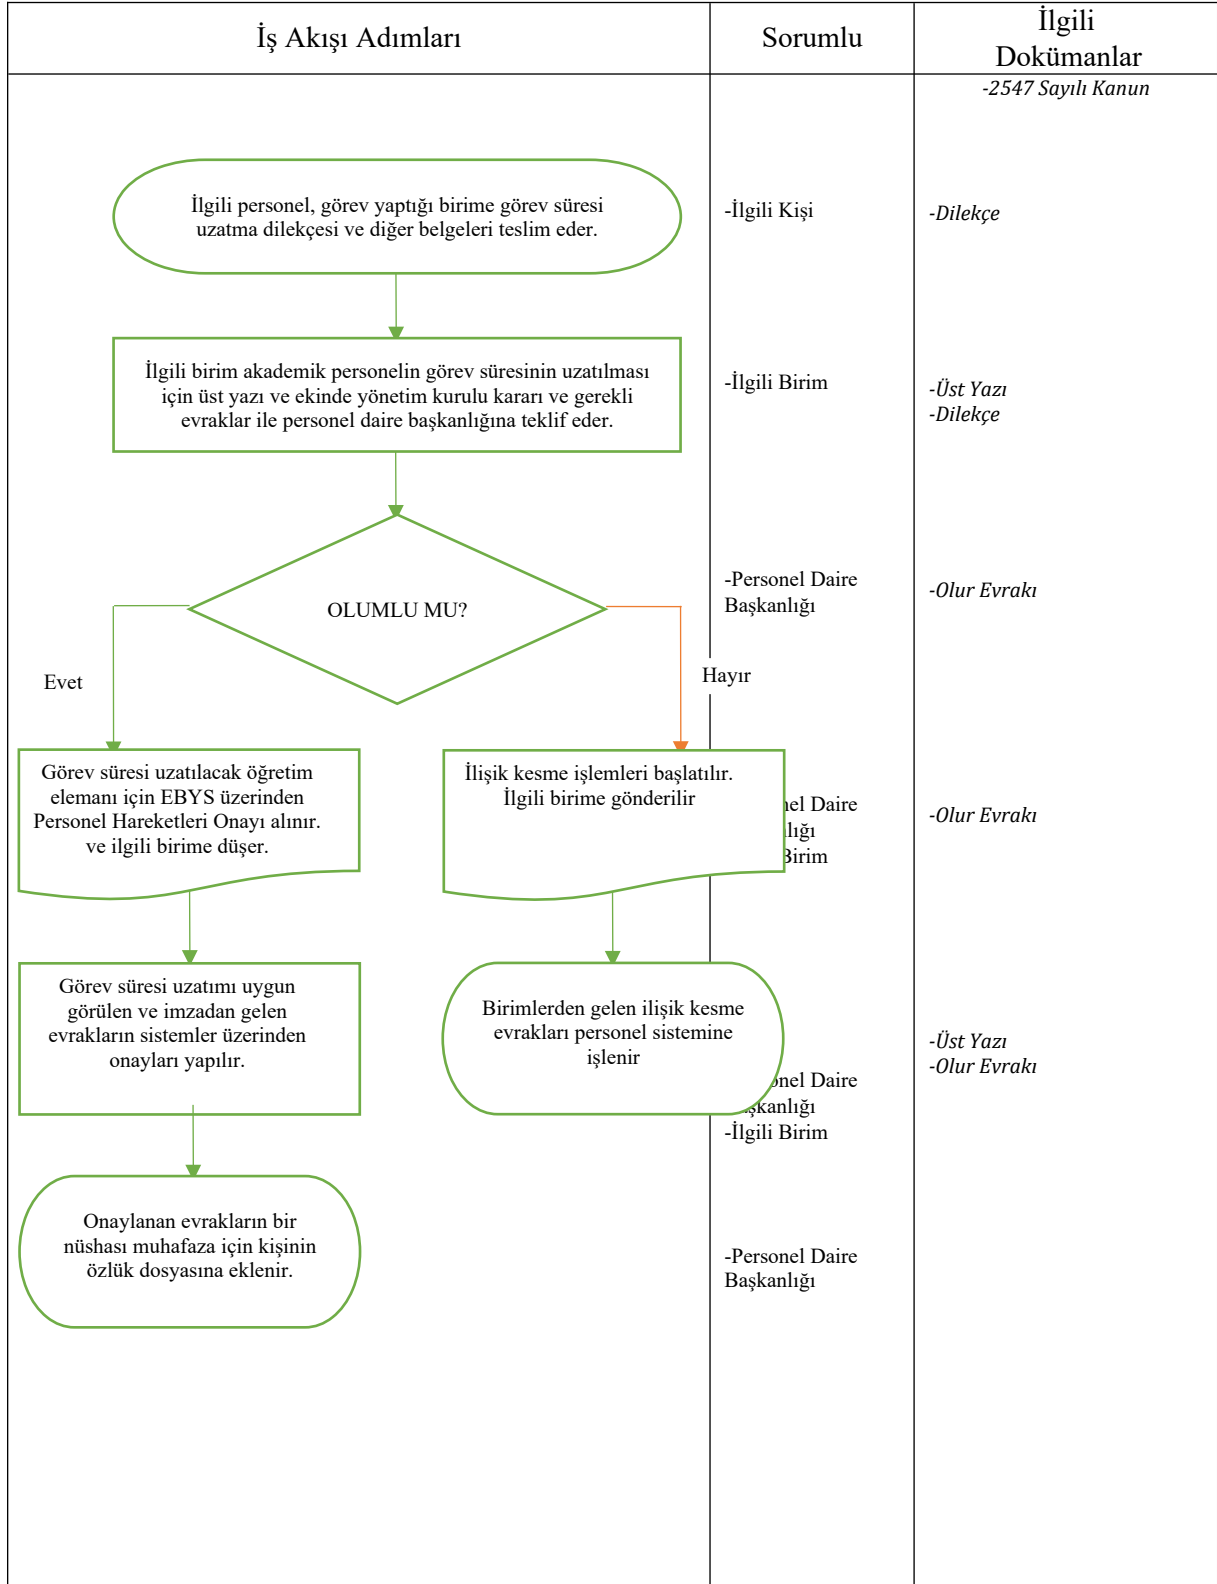 İş Akışı Adımları
Sorumlu
İlgili
Dokümanlar
-2547 Sayılı Kanun
İlgili personel, görev yaptığı birime görev süresi
uzatma dilekçesi ve diğer belgeleri teslim eder.
-İlgili Kişi
-Dilekçe
İlgili birim akademik personelin görev süresinin uzatılması
için üst yazı ve ekinde yönetim kurulu kararı ve gerekli
evraklar ile personel daire başkanlığına teklif eder.
-İlgili Birim
-Üst Yazı
-Dilekçe
OLUMLU MU?
-Personel Daire
Başkanlığı
-Olur Evrakı
Evet
Hayır
Görev süresi uzatılacak öğretim
elemanı için EBYS üzerinden
Personel Hareketleri Onayı alınır.
ve ilgili birime düşer.
İlişik kesme işlemleri başlatılır.
İlgili birime gönderilir
Daire
Birim
-Olur Evrakı
Görev süresi uzatımı uygun
görülen ve imzadan gelen
evrakların sistemler üzerinden
onayları yapılır.
Birimlerden gelen ilişik kesme
evrakları personel sistemine
işlenir
Daire
-İlgili Birim
-Üst Yazı
-Olur Evrakı
Onaylanan evrakların bir
nüshası muhafaza için kişinin
özlük dosyasına eklenir.
-Personel Daire
Başkanlığı